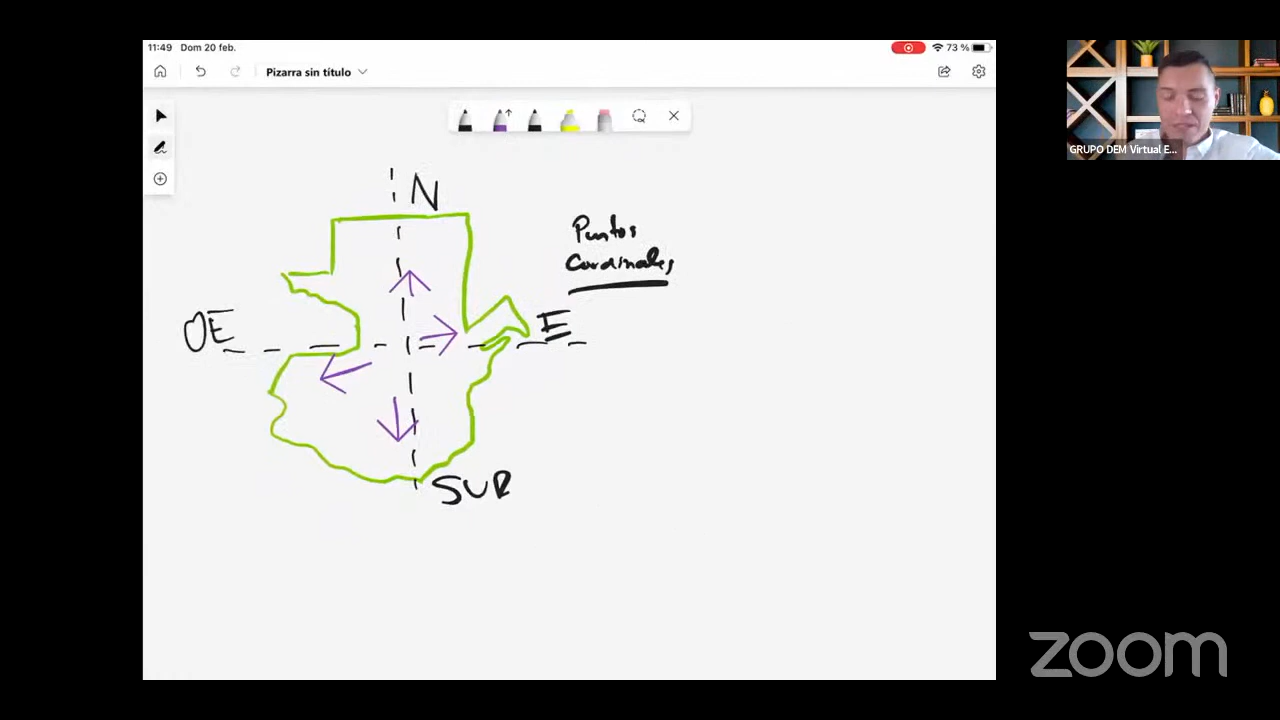 11:49 Dom 20 feb.
73 %
Pizarra sin título
GRUPO DEM Virtual E...
N
Puntos
Cardinales
OE
E
SUR
zoom